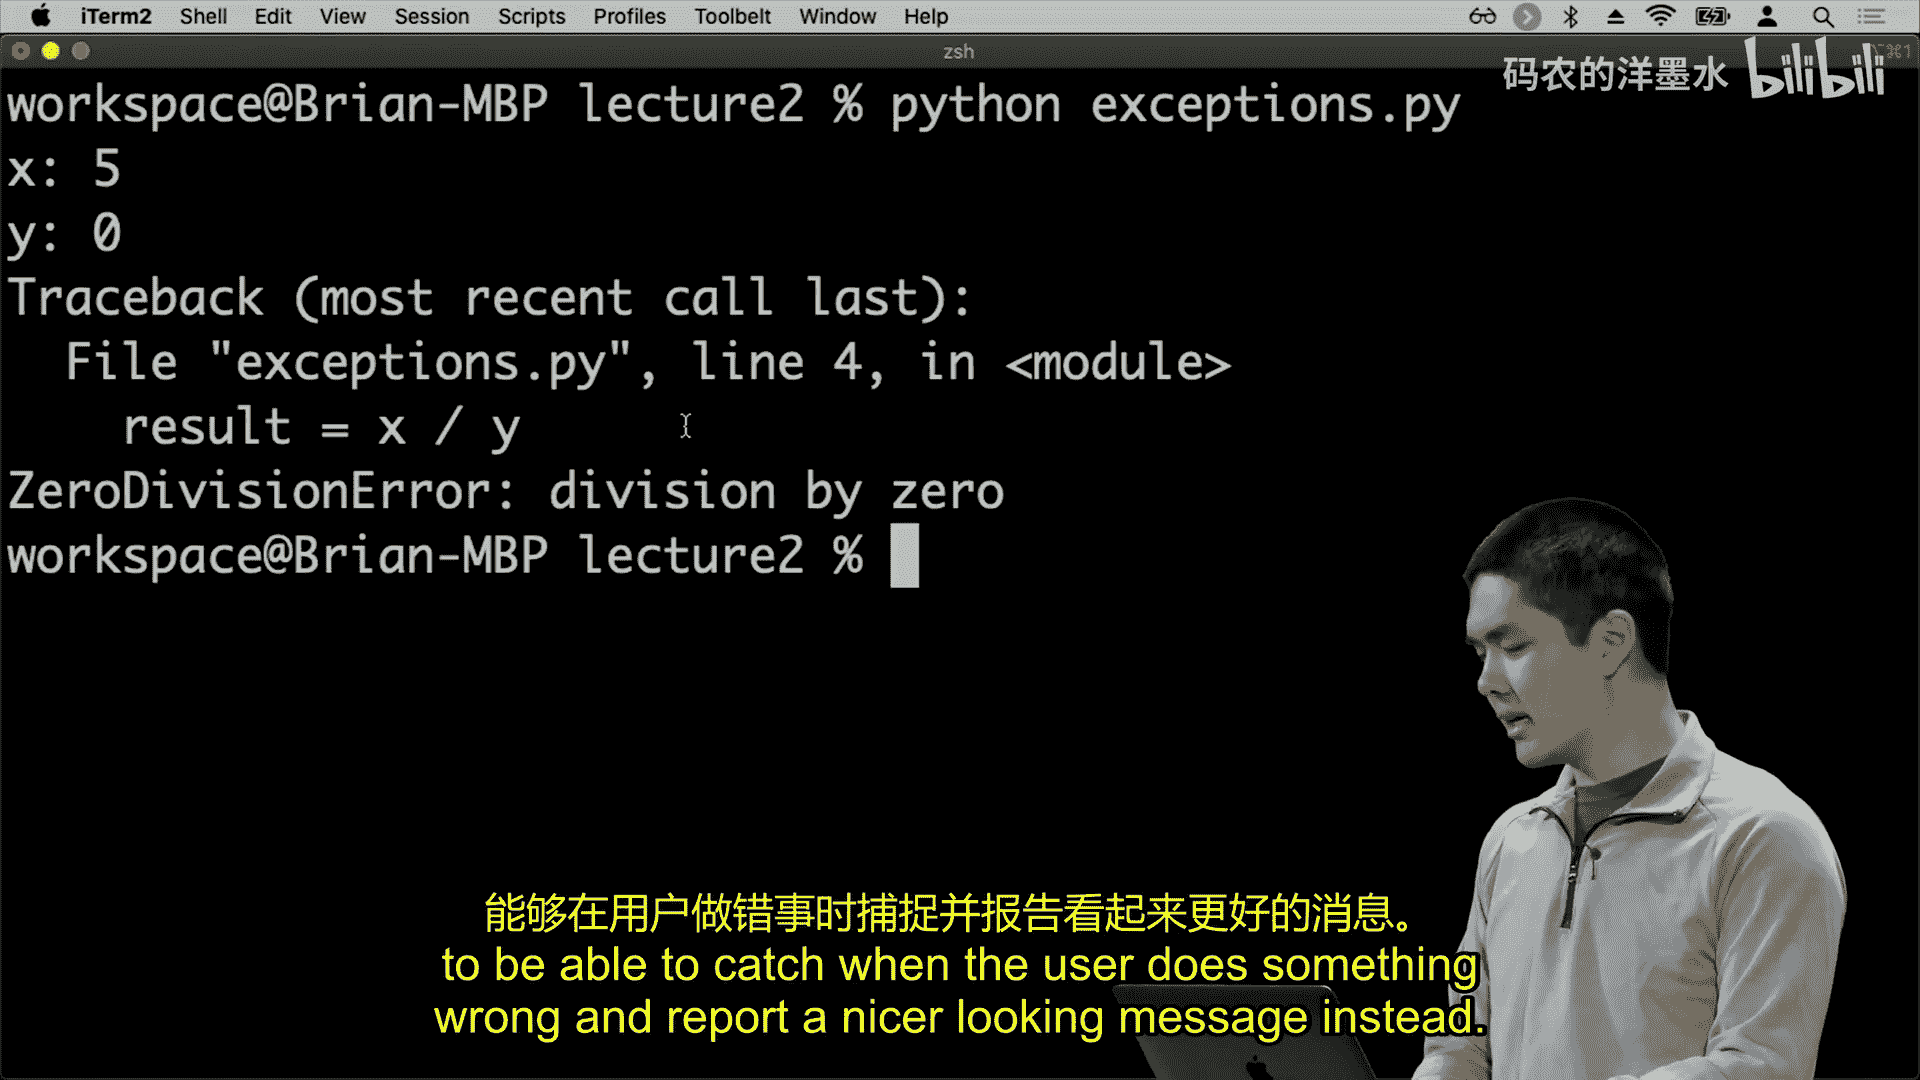 iTerm2 Shell Edit View Session Scripts Profiles Toolbelt Window Help
zsh
⌘1
码农的洋墨水 bilibili
workspace@Brian-MBP lecture2 % python exceptions.py
x: 5
y: 0
Traceback (most recent call last):
  File "exceptions.py", line 4, in <module>
    result = x / y
ZeroDivisionError: division by zero
workspace@Brian-MBP lecture2 %
能够在用户做错事时捕捉并报告看起来更好的消息。
to be able to catch when the user does something
wrong and report a nicer looking message instead.